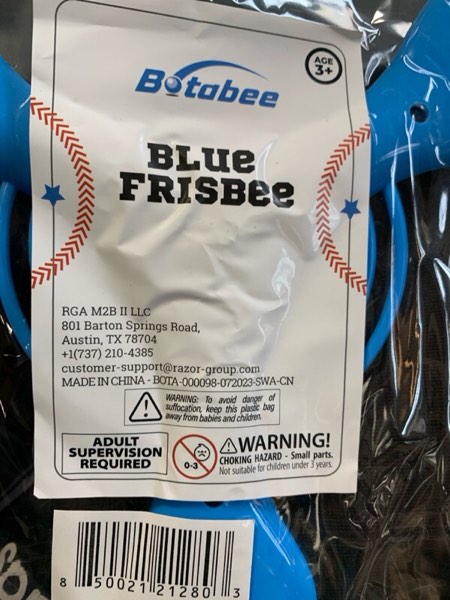 Botabee
AGE
3+
BLUE
FRISBEE
RGA M2B II LLC
801 Barton Springs Road,
Austin, TX 78704
+1(737) 210-4385
customer-support@razor-group.com
MADE IN CHINA - BOTA-000098-072023-SWA-CN
WARNING: To avoid danger of
suffocation, keep this plastic bag
away from babies and children.
ADULT
SUPERVISION
REQUIRED
0-3
WARNING!
CHOKING HAZARD - Small parts.
Not suitable for children under 3 years.
8 50021 21280 3